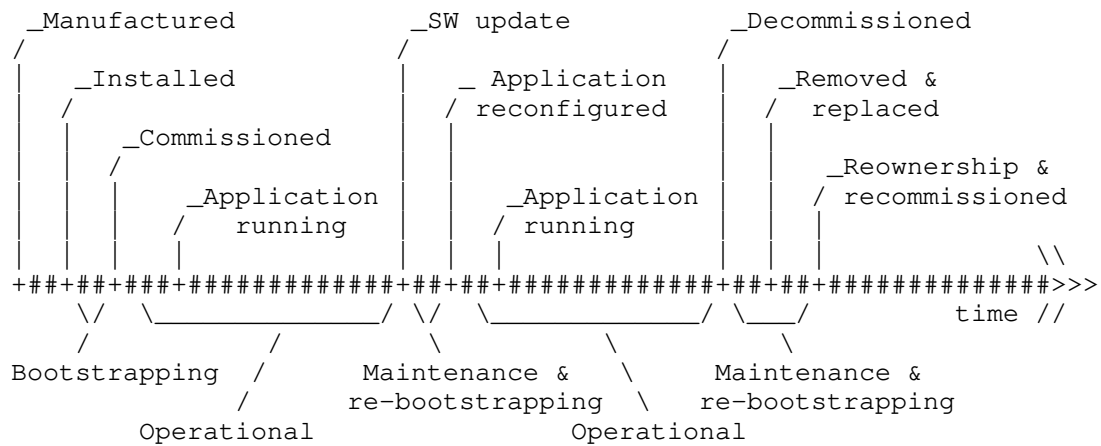 _Manufactured _SW update _Decommissioned
_Installed _ Application _Removed &
reconfigured replaced
_Commissioned
_Reownership &
_Application _Application recommissioned
running running
+##+##+###+#############+##+##+#############+##+##+##############>>>
time //
Bootstrapping Maintenance & Maintenance &
re-bootstrapping re-bootstrapping
Operational Operational